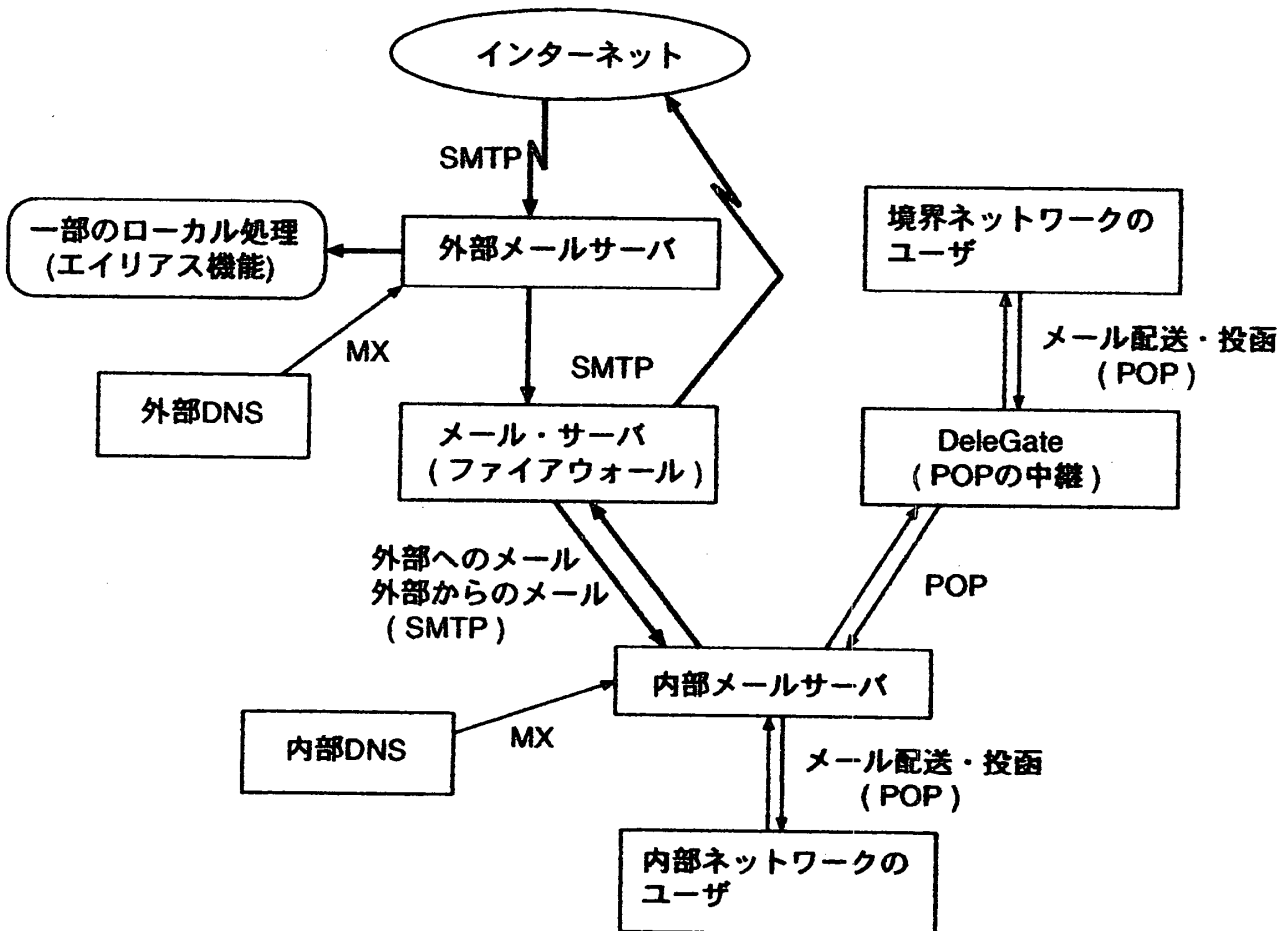 インターネット
SMTP
一部のローカル処理
(エイリアス機能)
外部メールサーバ
境界ネットワークの
ユーザ
MX
SMTP
メール配送・投函
( POP )
外部DNS
メール・サーバ
( ファイアウォール )
DeleGate
( POPの中継 )
外部へのメール
外部からのメール
( SMTP )
POP
内部メールサーバ
内部DNS
MX
メール配送・投函
( POP )
内部ネットワークの
ユーザ